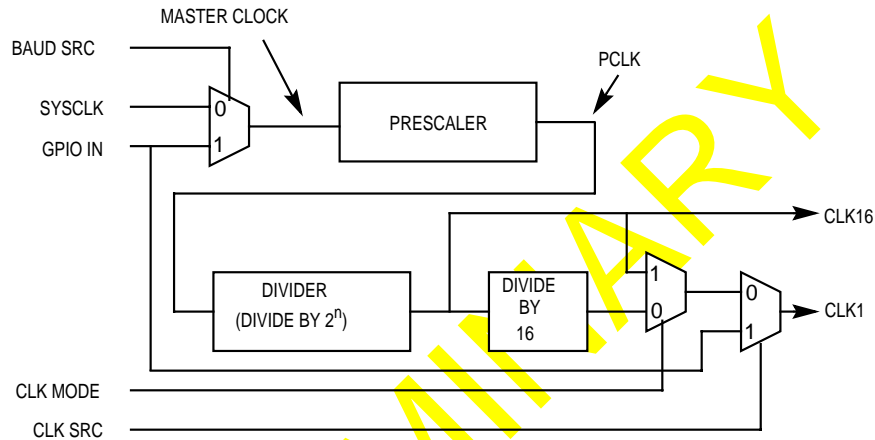 MASTER CLOCK
BAUD SRC
PCLK
SYSCLK
0
PRESCALER
GPIO IN
1
CLK16
DIVIDER
(DIVIDE BY 2ⁿ)
DIVIDE
BY
16
1
0
0
1
CLK1
CLK MODE
CLK SRC
MINARY